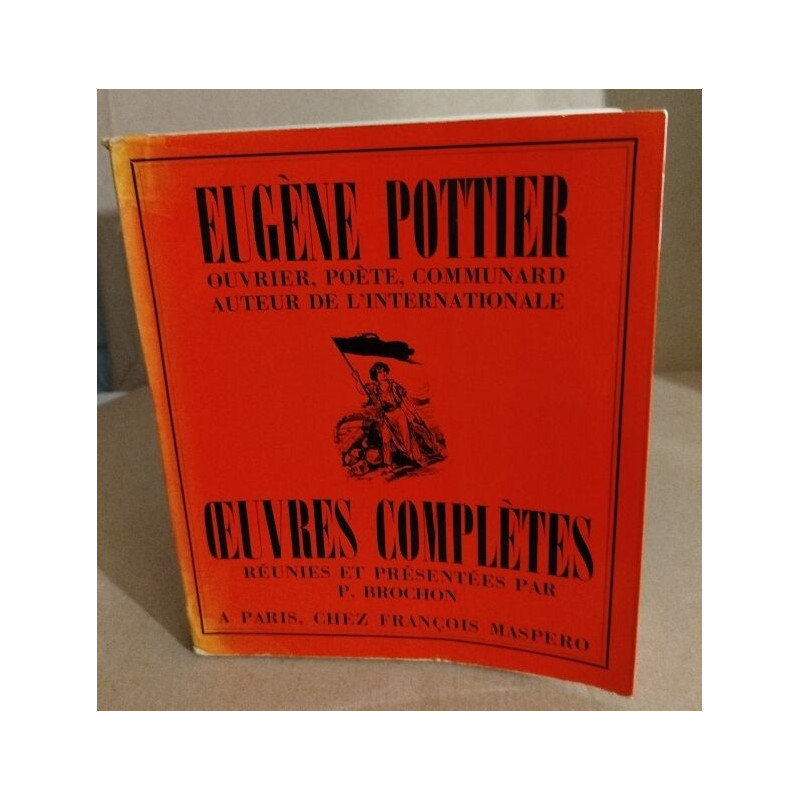 EUGÈNE POTTIER
OUVRIER, POÈTE, COMMUNARD
AUTEUR DE L'INTERNATIONALE
ŒUVRES COMPLÈTES
RÉUNIES ET PRÉSENTÉES PAR
P. BROCHON
A PARIS, CHEZ FRANÇOIS MASPERO